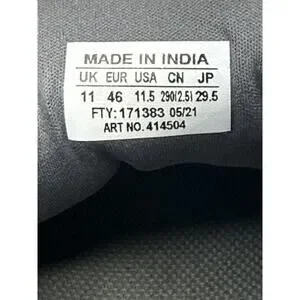 MADE IN INDIA
UK EUR USA CN JP
11 46 11.5 290(2.5) 29.5
FTY: 171383 05/21
ART NO. 414504